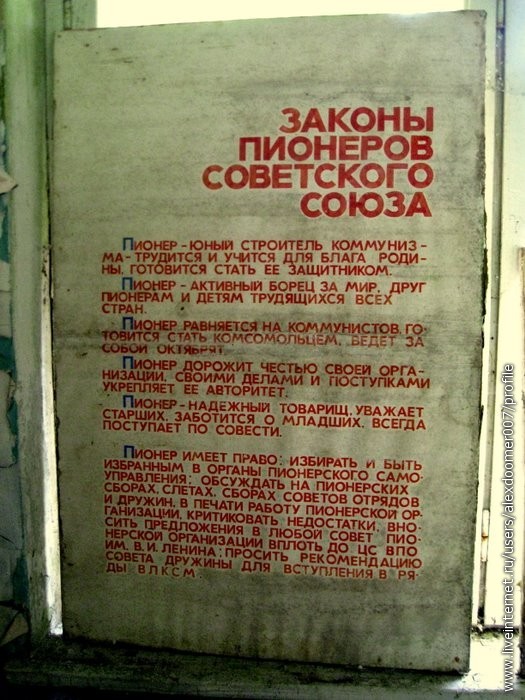 ЗАКОНЫ
ПИОНЕРОВ
СОВЕТСКОГО
СОЮЗА
ПИОНЕР - ЮНЫЙ СТРОИТЕЛЬ КОММУНИЗ-
МА - ТРУДИТСЯ И УЧИТСЯ ДЛЯ БЛАГА РОДИ-
НЫ, ГОТОВИТСЯ СТАТЬ ЕЕ ЗАЩИТНИКОМ.
ПИОНЕР - АКТИВНЫЙ БОРЕЦ ЗА МИР, ДРУГ
ПИОНЕРАМ И ДЕТЯМ ТРУДЯЩИХСЯ ВСЕХ
СТРАН.
ПИОНЕР РАВНЯЕТСЯ НА КОММУНИСТОВ, ГО-
ТОВИТСЯ СТАТЬ КОМСОМОЛЬЦЕМ, ВЕДЕТ ЗА
СОБОЙ ОКТЯБРЯТ.
ПИОНЕР ДОРОЖИТ ЧЕСТЬЮ СВОЕЙ ОРГА-
НИЗАЦИИ, СВОИМИ ДЕЛАМИ И ПОСТУПКАМИ
УКРЕПЛЯЕТ ЕЕ АВТОРИТЕТ.
ПИОНЕР - НАДЕЖНЫЙ ТОВАРИЩ, УВАЖАЕТ
СТАРШИХ, ЗАБОТИТСЯ О МЛАДШИХ, ВСЕГДА
ПОСТУПАЕТ ПО СОВЕСТИ.
ПИОНЕР ИМЕЕТ ПРАВО: ИЗБИРАТЬ И БЫТЬ
ИЗБРАННЫМ В ОРГАНЫ ПИОНЕРСКОГО САМО-
УПРАВЛЕНИЯ; ОБСУЖДАТЬ НА ПИОНЕРСКИХ
СБОРАХ, СЛЕТАХ, СБОРАХ СОВЕТОВ ОТРЯДОВ
И ДРУЖИН, В ПЕЧАТИ РАБОТУ ПИОНЕРСКОЙ ОР-
ГАНИЗАЦИИ, КРИТИКОВАТЬ НЕДОСТАТКИ, ВНО-
СИТЬ ПРЕДЛОЖЕНИЯ В ЛЮБОЙ СОВЕТ ПИО-
НЕРСКОЙ ОРГАНИЗАЦИИ ВПЛОТЬ ДО ЦС ВПО
ИМ. В. И. ЛЕНИНА; ПРОСИТЬ РЕКОМЕНДАЦИЮ
СОВЕТА ДРУЖИНЫ ДЛЯ ВСТУПЛЕНИЯ В РЯ-
ДЫ ВЛКСМ.
www.liveinternet.ru/users/alexdoomer007/profile